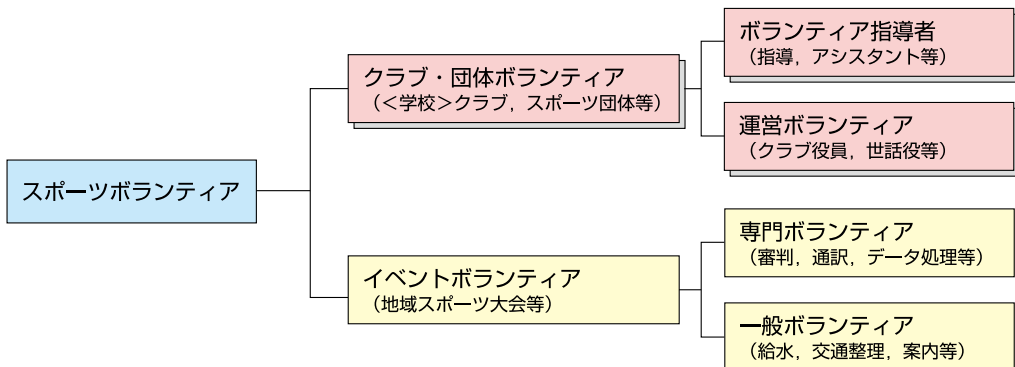 スポーツボランティア
クラブ・団体ボランティア
（＜学校＞クラブ，スポーツ団体等）
ボランティア指導者
（指導，アシスタント等）
運営ボランティア
（クラブ役員，世話役等）
イベントボランティア
（地域スポーツ大会等）
専門ボランティア
（審判，通訳，データ処理等）
一般ボランティア
（給水，交通整理，案内等）